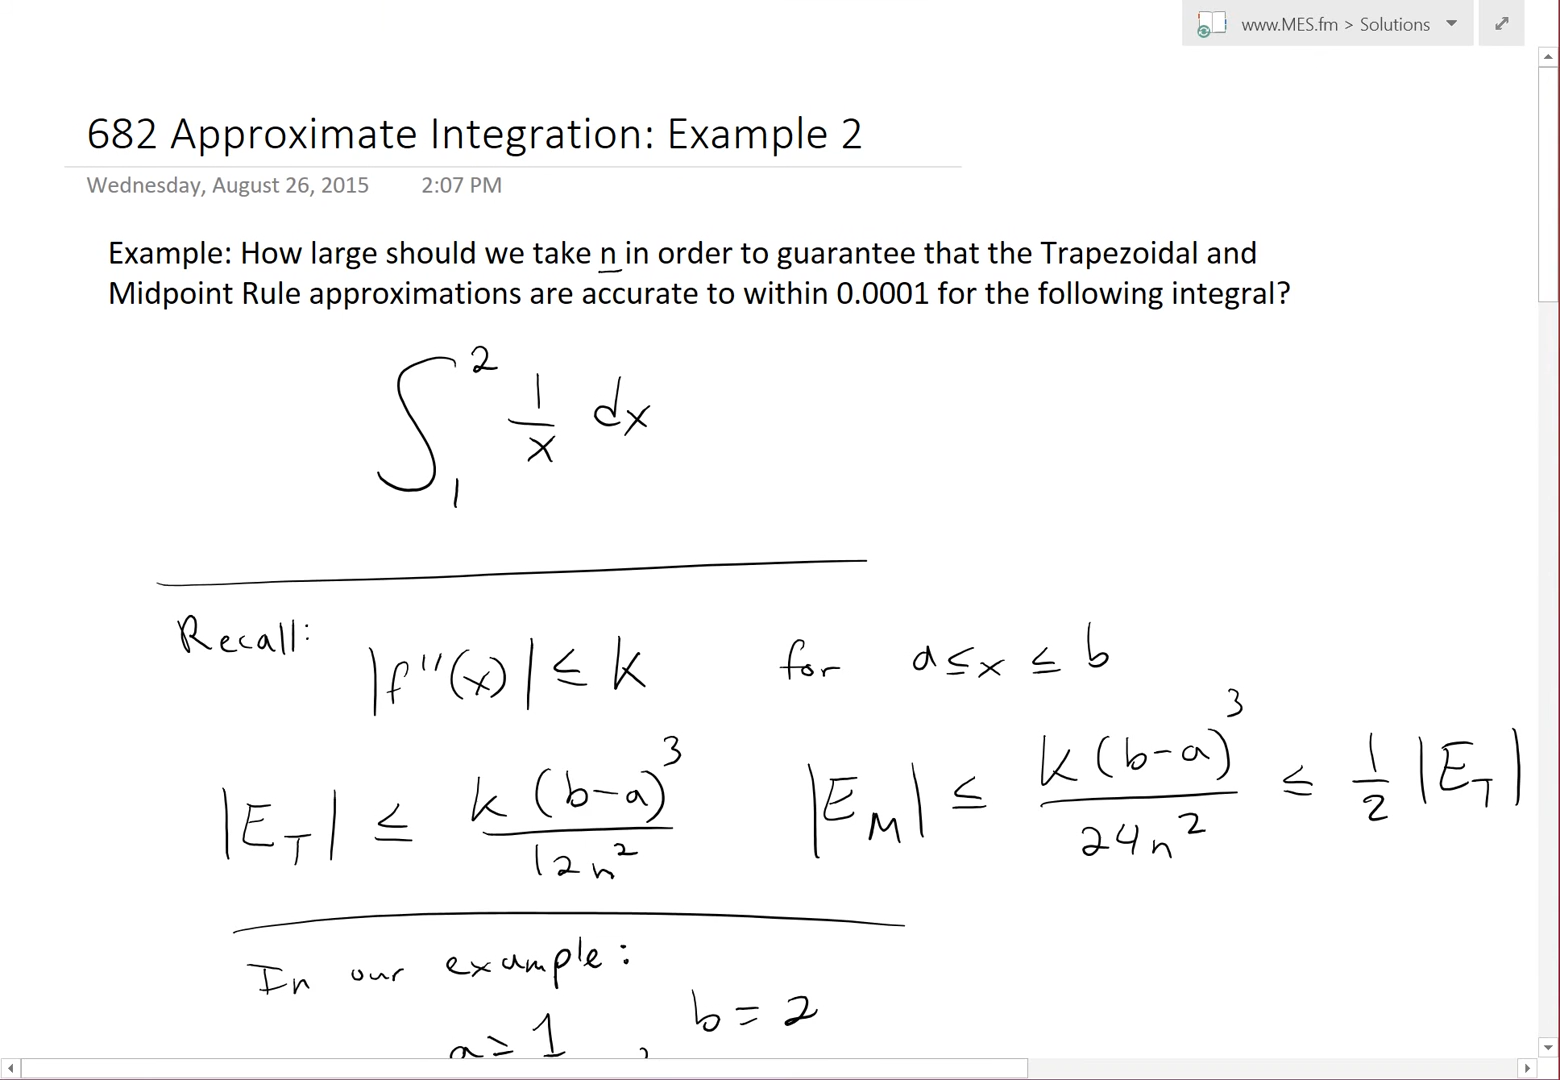 www.MES.fm > Solutions
682 Approximate Integration: Example 2
Wednesday, August 26, 2015 2:07 PM
Example: How large should we take n in order to guarantee that the Trapezoidal and
Midpoint Rule approximations are accurate to within 0.0001 for the following integral?
∫₁² 1/x dx
Recall:
|f''(x)| ≤ k for a ≤ x ≤ b
|E_T| ≤ k(b-a)³/12n² |E_M| ≤ k(b-a)³/24n² ≤ 1/2 |E_T|
In our example:
a = 1, b = 2